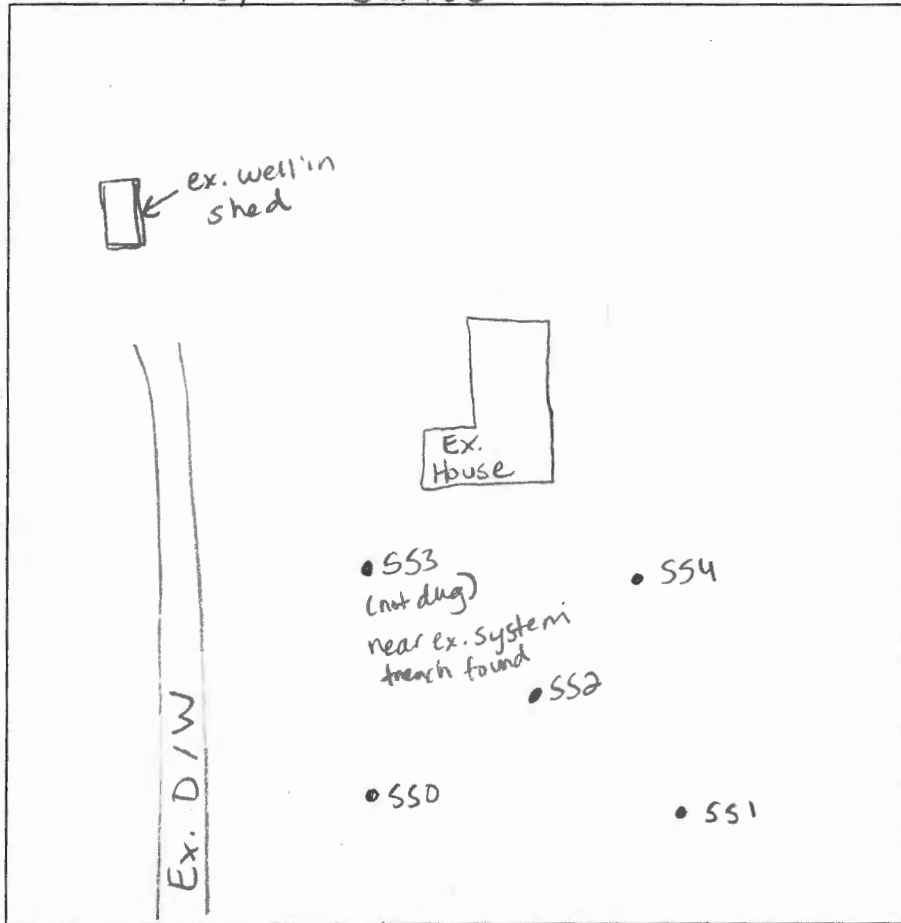 ex. well in
shed
Ex.
House
SS3
(not dug)
near ex. system
trench found
SS4
SS2
SS0
SS1
Ex. D/W